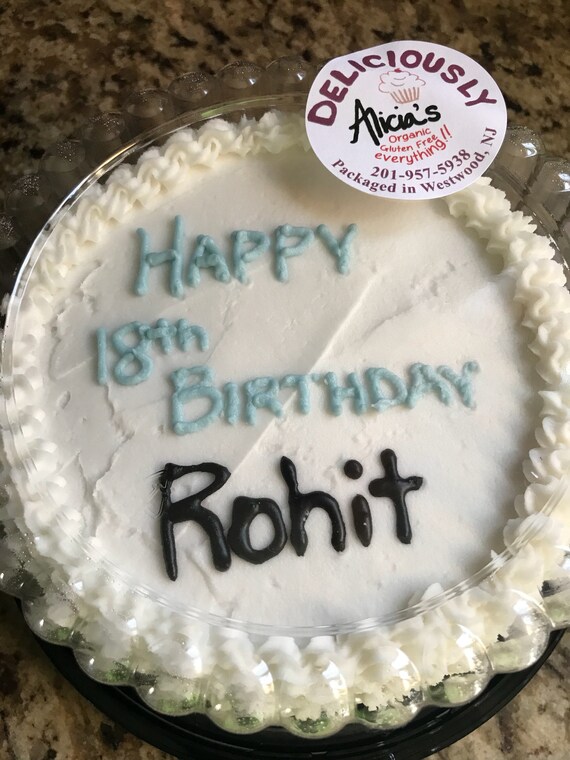 DELICIOUSLY
Alicia's
Organic
Gluten Free
everything!!
201-957-5938
Packaged in Westwood, NJ
HAPPY
18th
BIRTHDAY
Rohit